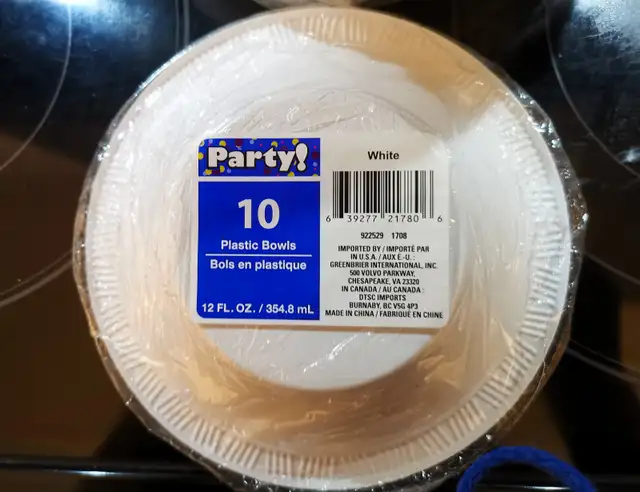 Party!
10
Plastic Bowls
Bols en plastique
12 FL. OZ. / 354.8 mL
White
6 39277 21780 6
922529 1708
IMPORTED BY / IMPORTÉ PAR
IN U.S.A. / AUX É.-U. :
GREENBRIER INTERNATIONAL, INC.
500 VOLVO PARKWAY,
CHESAPEAKE, VA 23320
IN CANADA / AU CANADA :
DTSC IMPORTS
BURNABY, BC V5G 4P3
MADE IN CHINA / FABRIQUÉ EN CHINE